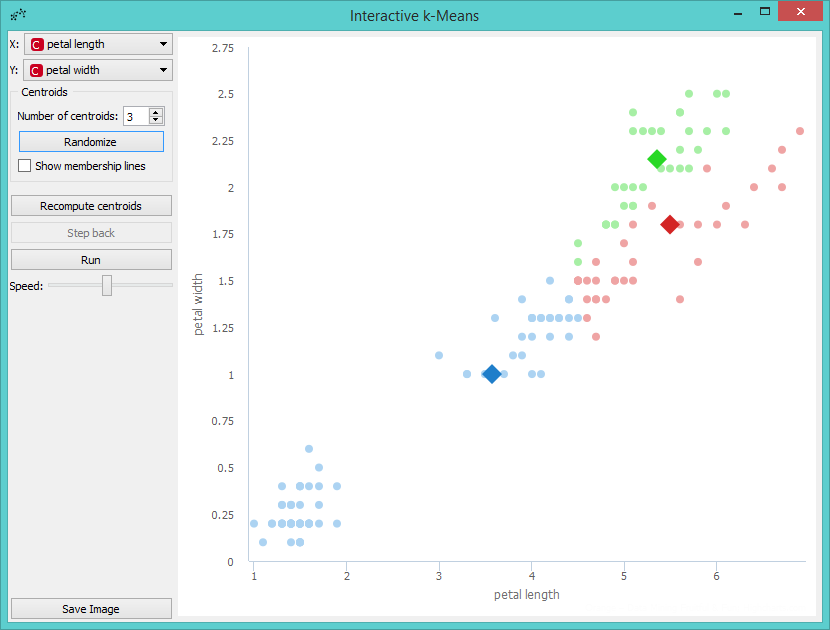 Interactive k-Means
X: C petal length
Y: C petal width
Centroids
Number of centroids: 3
Randomize
Show membership lines
Recompute centroids
Step back
Run
Speed:
Save Image
2.75
2.5
2.25
2
1.75
1.5
1.25
1
0.75
0.5
0.25
0
petal width
1 2 3 4 5 6
petal length